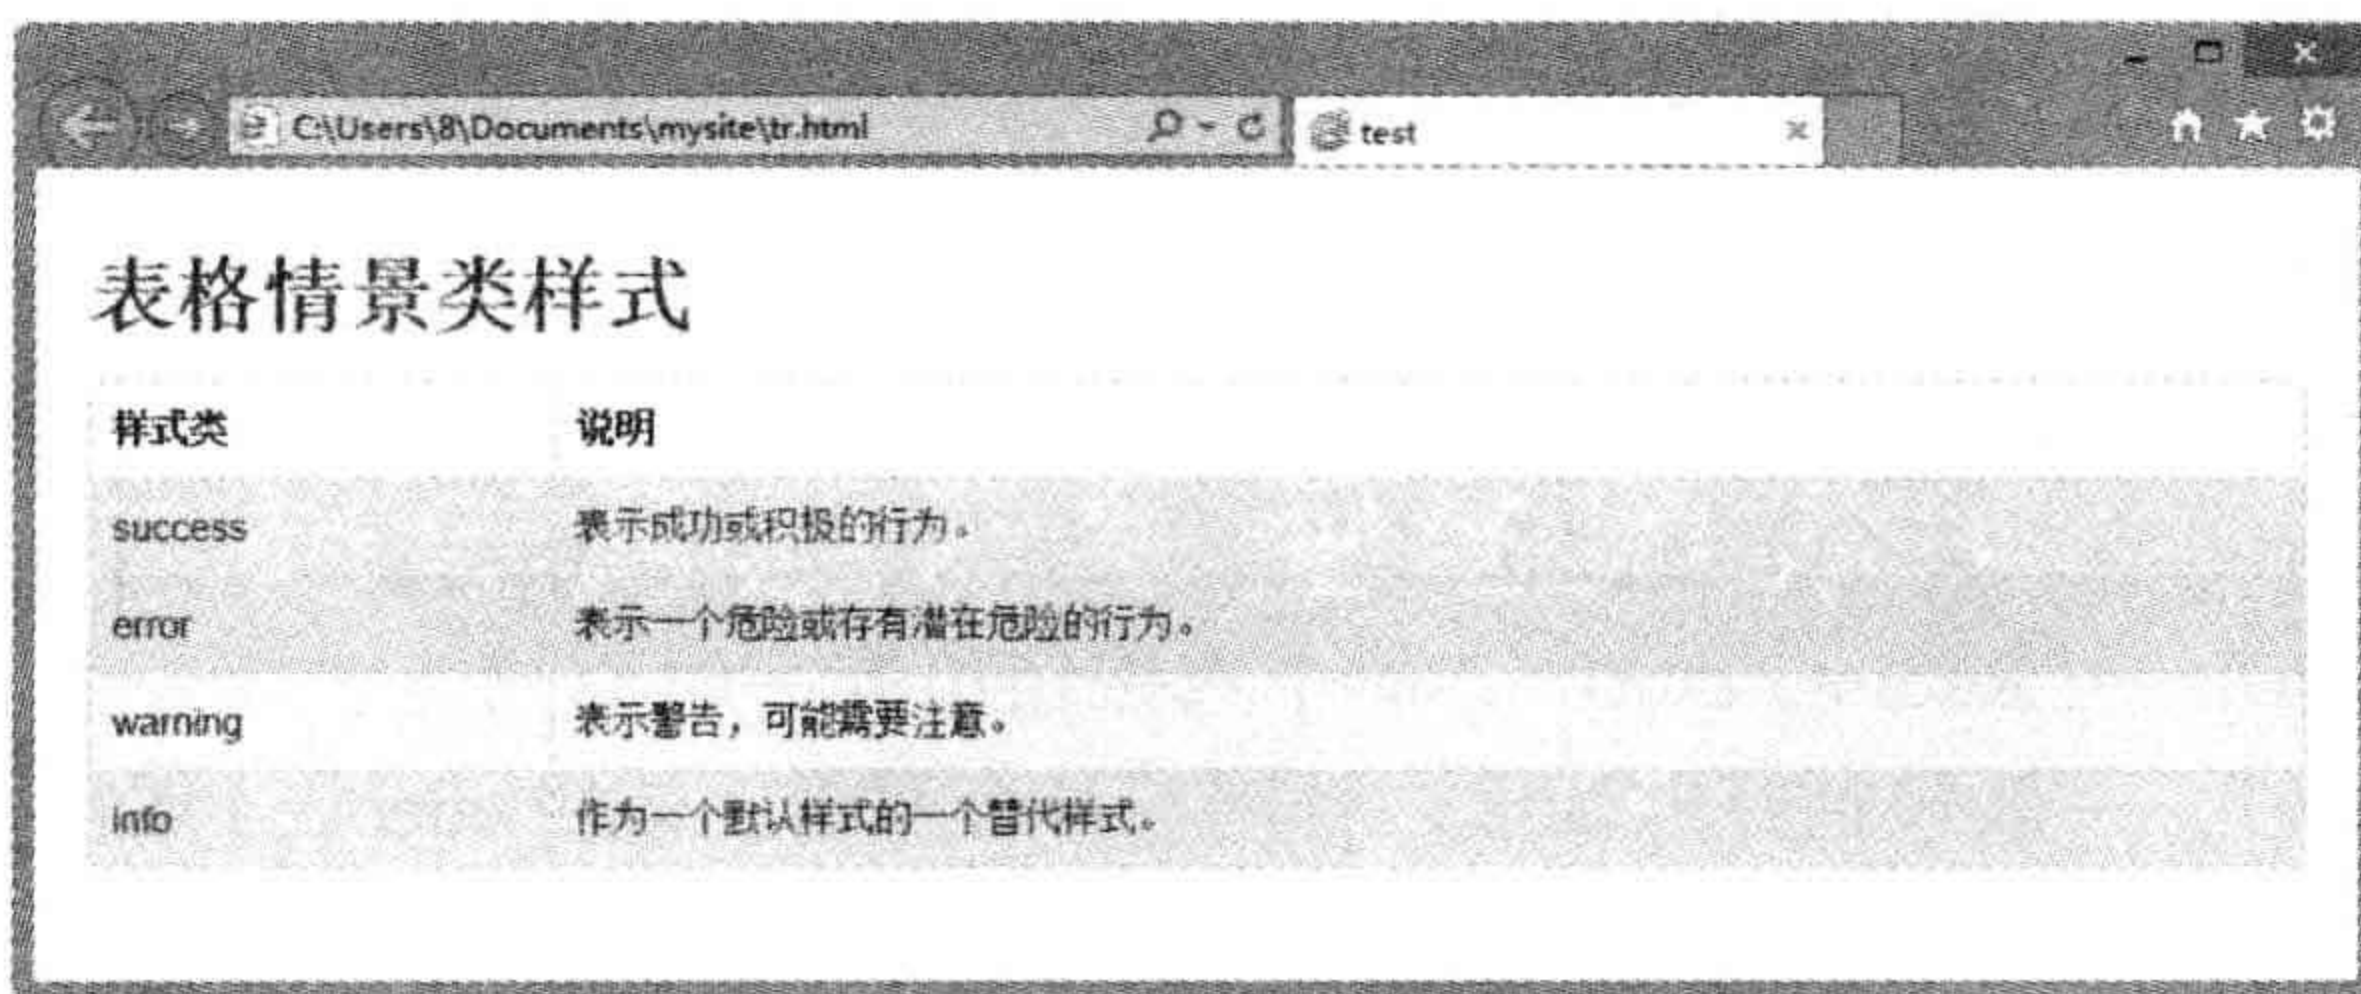 C:\Users\8\Documents\mysite\tr.html
test
表格情景类样式
样式类 说明
success 表示成功或积极的行为。
error 表示一个危险或存有潜在危险的行为。
warning 表示警告，可能需要注意。
info 作为一个默认样式的一个替代样式。